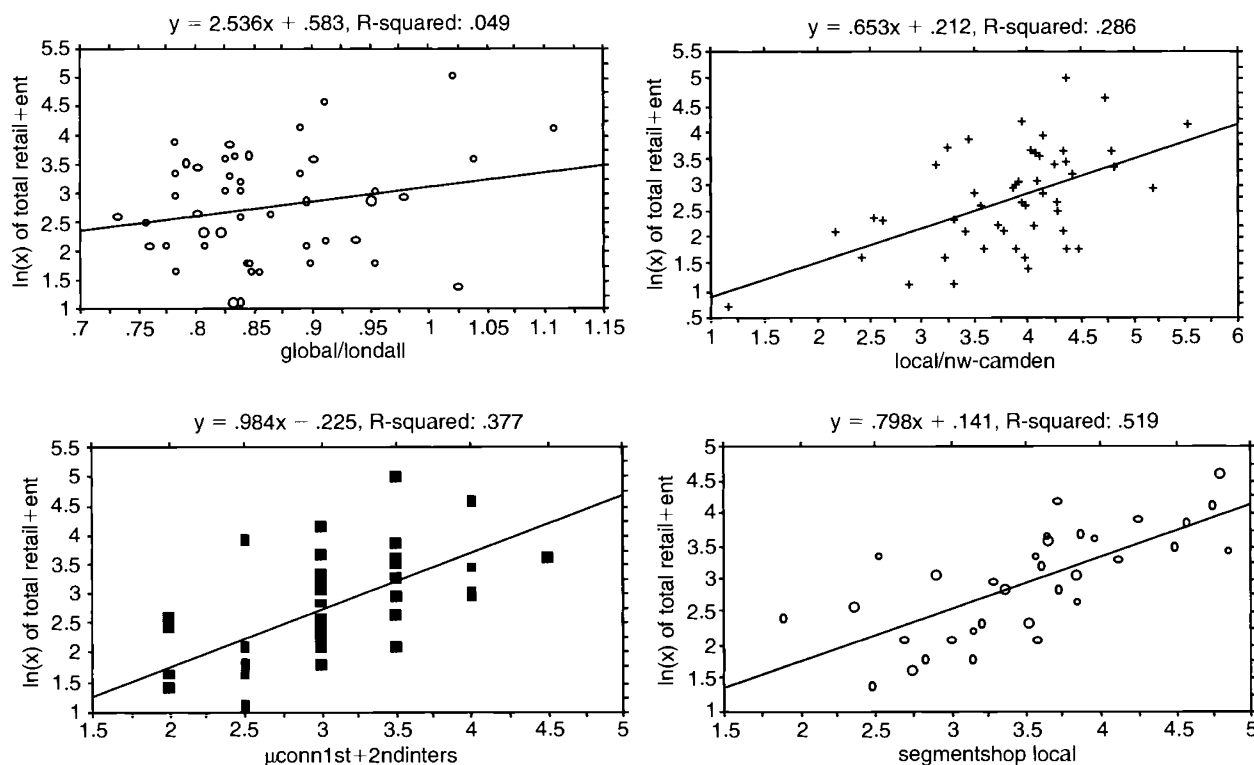 y = 2.536x + .583, R-squared: .049
ln(x) of total retail+ent
5.5
5
4.5
4
3.5
3
2.5
2
1.5
1
.7 .75 .8 .85 .9 .95 1 1.05 1.1 1.15
global/londall
y = .653x + .212, R-squared: .286
ln(x) of total retail+ent
5.5
5
4.5
4
3.5
3
2.5
2
1.5
1
.5
1 1.5 2 2.5 3 3.5 4 4.5 5 5.5 6
local/nw-camden
y = .984x − .225, R-squared: .377
ln(x) of total retail+ent
5.5
5
4.5
4
3.5
3
2.5
2
1.5
1
1.5 2 2.5 3 3.5 4 4.5 5
μconn1st+2ndinters
y = .798x + .141, R-squared: .519
ln(x) of total retail+ent
5
4.5
4
3.5
3
2.5
2
1.5
1
1.5 2 2.5 3 3.5 4 4.5 5
segmentshop local